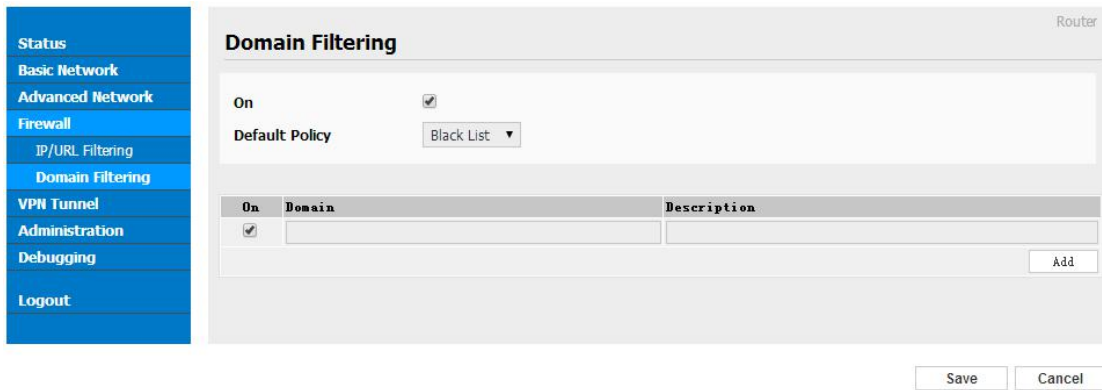 Router
Status
Basic Network
Advanced Network
Firewall
IP/URL Filtering
Domain Filtering
VPN Tunnel
Administration
Debugging
Logout
Domain Filtering
On
Default Policy Black List
On Domain Description
Add
Save Cancel